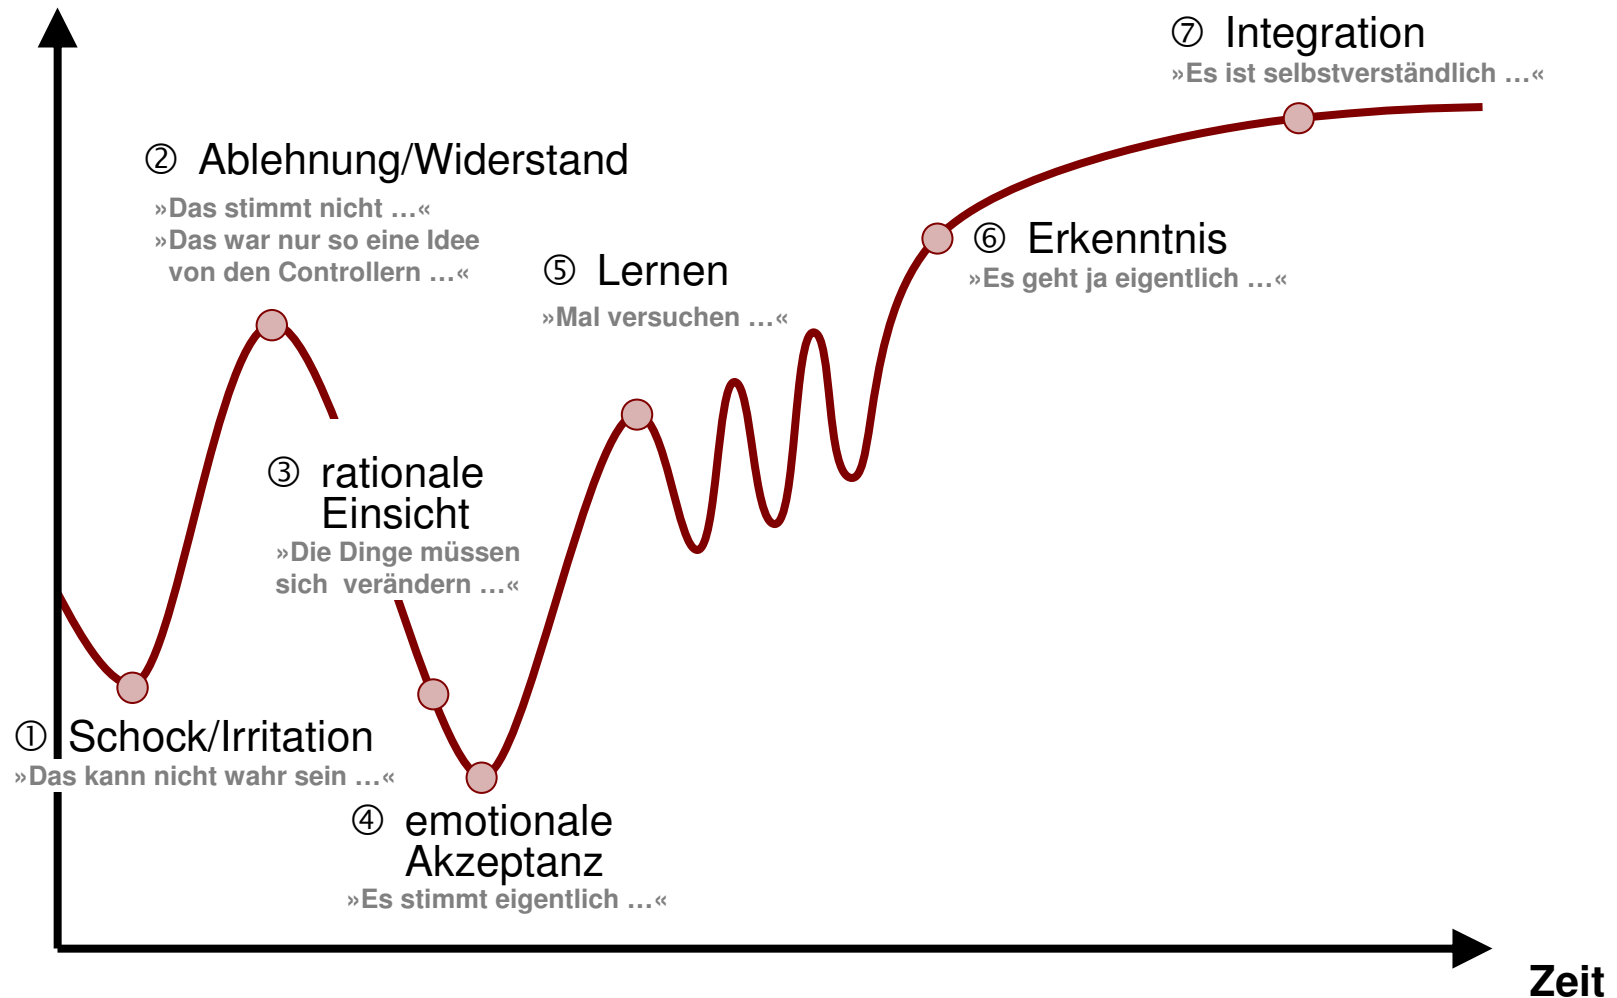 ⑦ Integration
»Es ist selbstverständlich …«
② Ablehnung/Widerstand
»Das stimmt nicht …«
»Das war nur so eine Idee
von den Controllern …«
⑤ Lernen
»Mal versuchen …«
⑥ Erkenntnis
»Es geht ja eigentlich …«
③ rationale
Einsicht
»Die Dinge müssen
sich verändern …«
① Schock/Irritation
»Das kann nicht wahr sein …«
④ emotionale
Akzeptanz
»Es stimmt eigentlich …«
Zeit